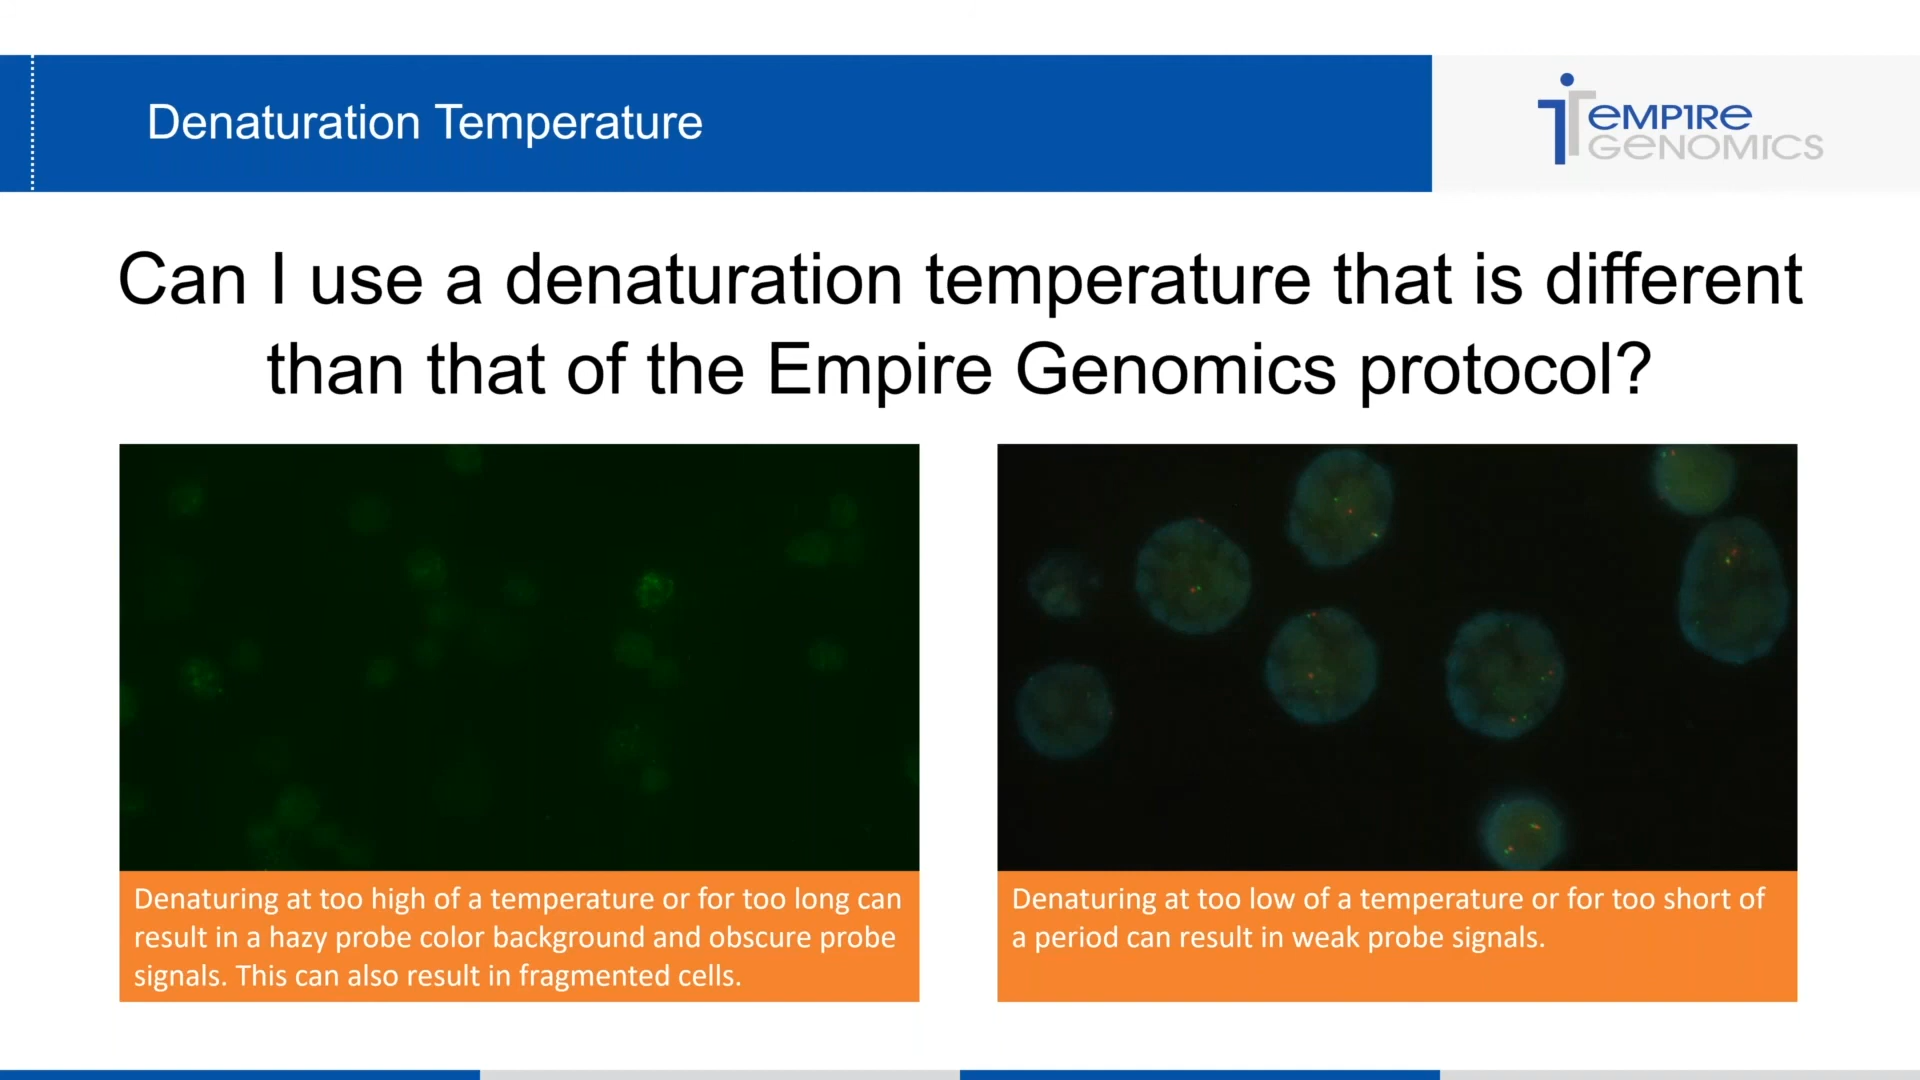 Denaturation Temperature
EMPIRE
GENOMICS
Can I use a denaturation temperature that is different
than that of the Empire Genomics protocol?
Denaturing at too high of a temperature or for too long can
result in a hazy probe color background and obscure probe
signals. This can also result in fragmented cells.
Denaturing at too low of a temperature or for too short of
a period can result in weak probe signals.